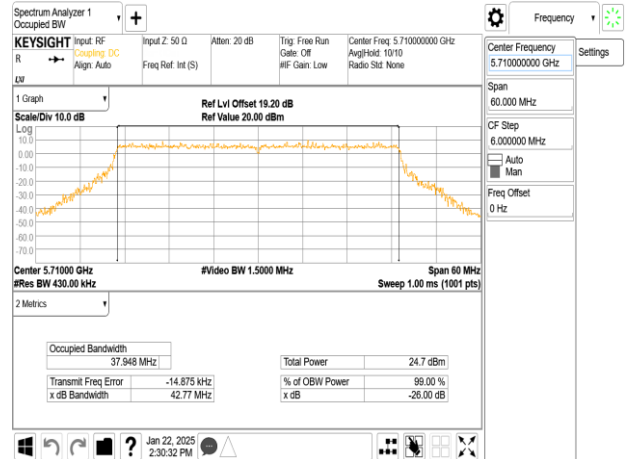 Spectrum Analyzer 1
Occupied BW
Frequency
KEYSIGHT
R
Input: RF
Coupling: DC
Align: Auto
Input Z: 50 Ω
Freq Ref: Int (S)
Atten: 20 dB
Trig: Free Run
Gate: Off
#IF Gain: Low
Center Freq: 5.710000000 GHz
Avg|Hold: 10/10
Radio Std: None
LXI
1 Graph
Scale/Div 10.0 dB
Ref Lvl Offset 19.20 dB
Ref Value 20.00 dBm
Log
10.0
0.00
-10.0
-20.0
-30.0
-40.0
-50.0
-60.0
-70.0
Center 5.71000 GHz
#Res BW 430.00 kHz
#Video BW 1.5000 MHz
Span 60 MHz
Sweep 1.00 ms (1001 pts)
2 Metrics
Occupied Bandwidth
37.948 MHz
Transmit Freq Error -14.875 kHz
x dB Bandwidth 42.77 MHz
Total Power 24.7 dBm
% of OBW Power 99.00 %
x dB -26.00 dB
Center Frequency
5.710000000 GHz
Settings
Span
60.000 MHz
CF Step
6.000000 MHz
Auto
Man
Freq Offset
0 Hz
?
Jan 22, 2025
2:30:32 PM